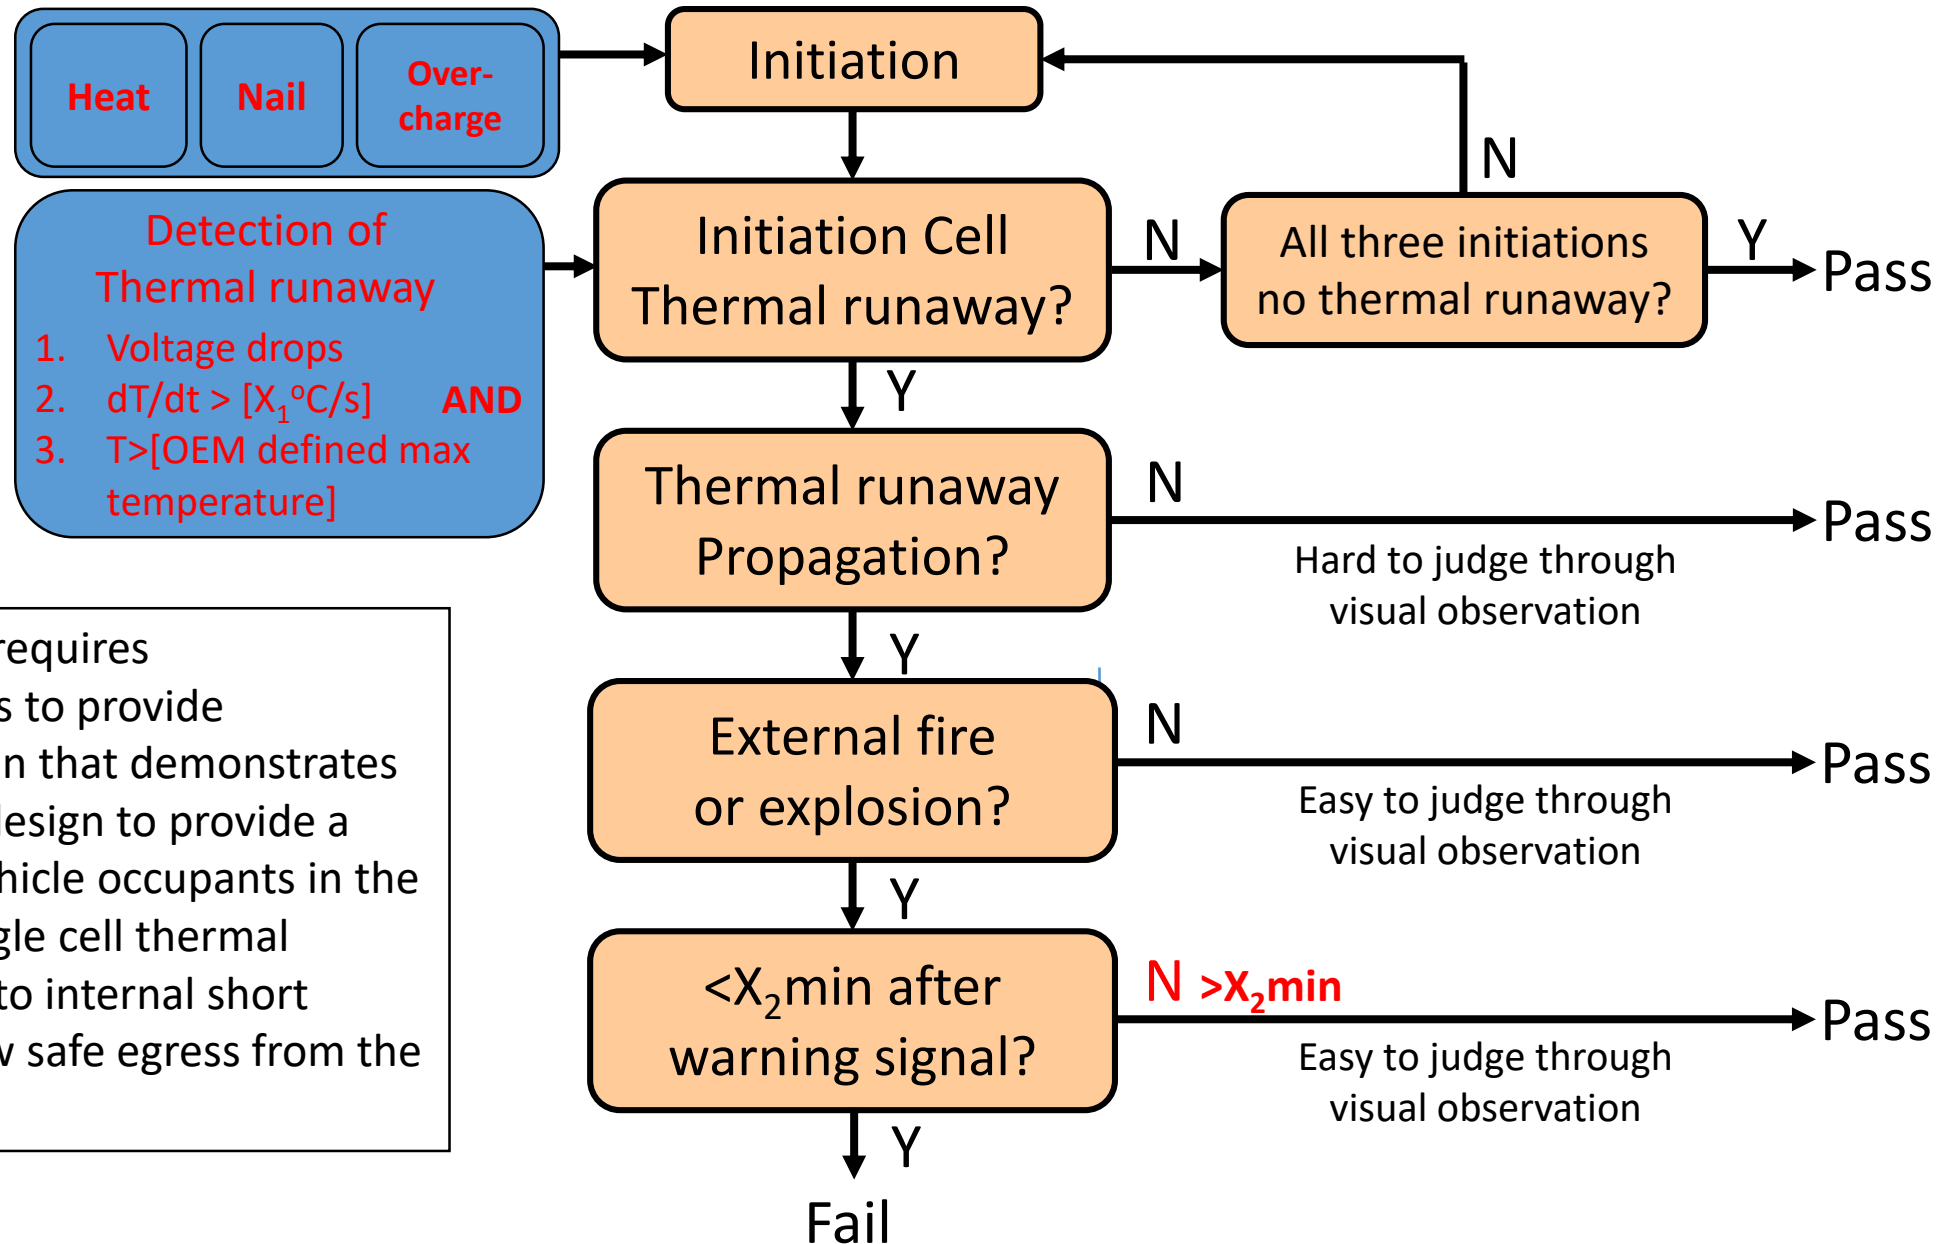 Heat
Nail
Over-
charge
Initiation
Detection of
Thermal runaway
1. Voltage drops
2. dT/dt > [X₁°C/s] AND
3. T>[OEM defined max
temperature]
Initiation Cell
Thermal runaway?
N
All three initiations
no thermal runaway?
N
Y
Pass
Y
Thermal runaway
Propagation?
N
Pass
Hard to judge through
visual observation
Y
External fire
or explosion?
N
Pass
Easy to judge through
visual observation
Y
<X₂min after
warning signal?
N >X₂min
Pass
Easy to judge through
visual observation
Y
Fail
requires
s to provide
n that demonstrates
design to provide a
hicle occupants in the
gle cell thermal
to internal short
w safe egress from the